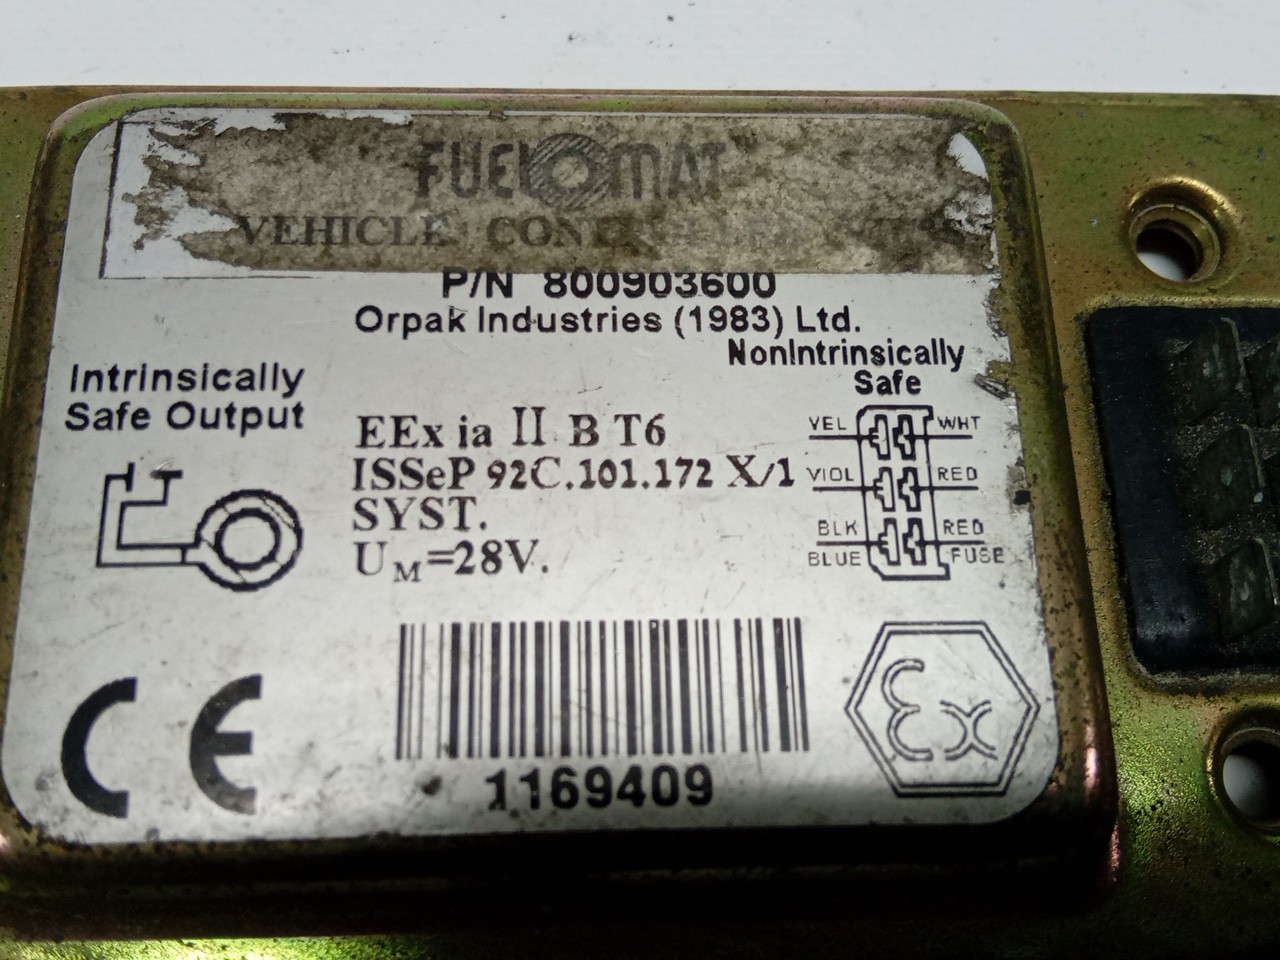 FUELOMAT
VEHICLE
P/N 800903600
Orpak Industries (1983) Ltd.
NonIntrinsically
Safe
Intrinsically
Safe Output
EEx ia II B T6
ISSeP 92C.101.172 X/1
SYST.
UM=28V.
YEL WHT
VIOL RED
BLK RED
BLUE FUSE
CE
1169409
Ex